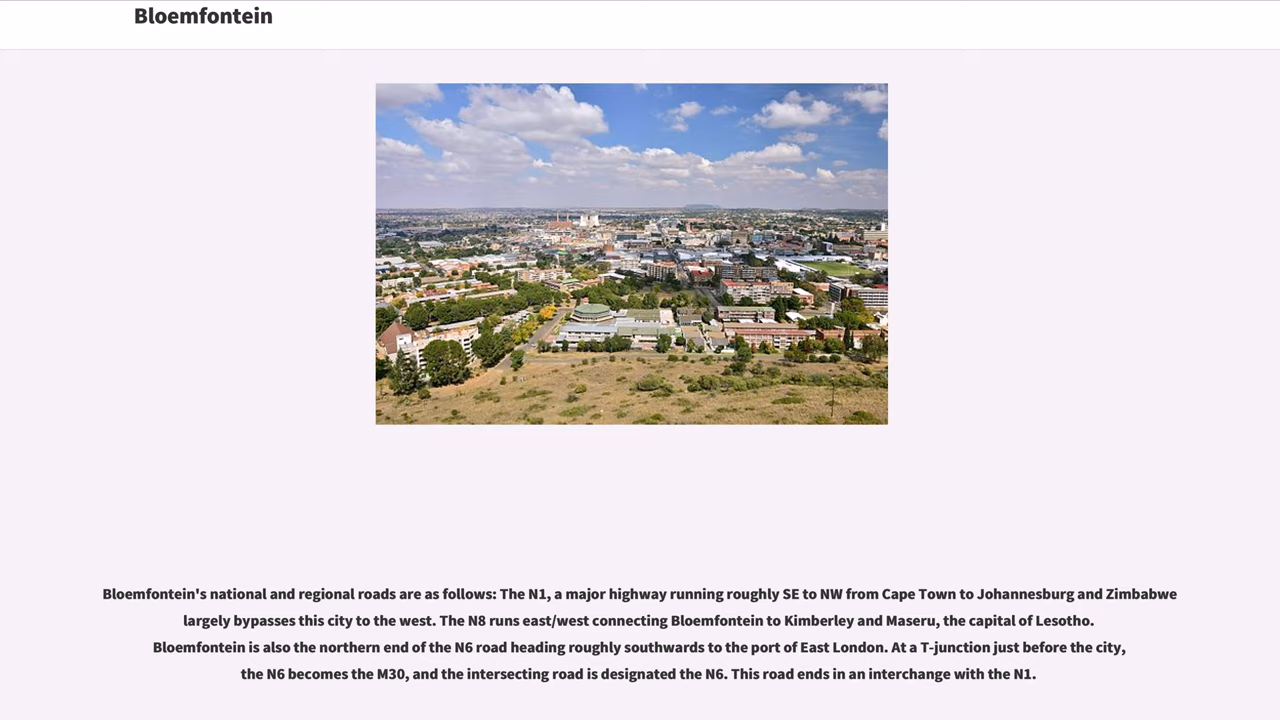 Bloemfontein
Bloemfontein's national and regional roads are as follows: The N1, a major highway running roughly SE to NW from Cape Town to Johannesburg and Zimbabwe
largely bypasses this city to the west. The N8 runs east/west connecting Bloemfontein to Kimberley and Maseru, the capital of Lesotho.
Bloemfontein is also the northern end of the N6 road heading roughly southwards to the port of East London. At a T-junction just before the city,
the N6 becomes the M30, and the intersecting road is designated the N6. This road ends in an interchange with the N1.